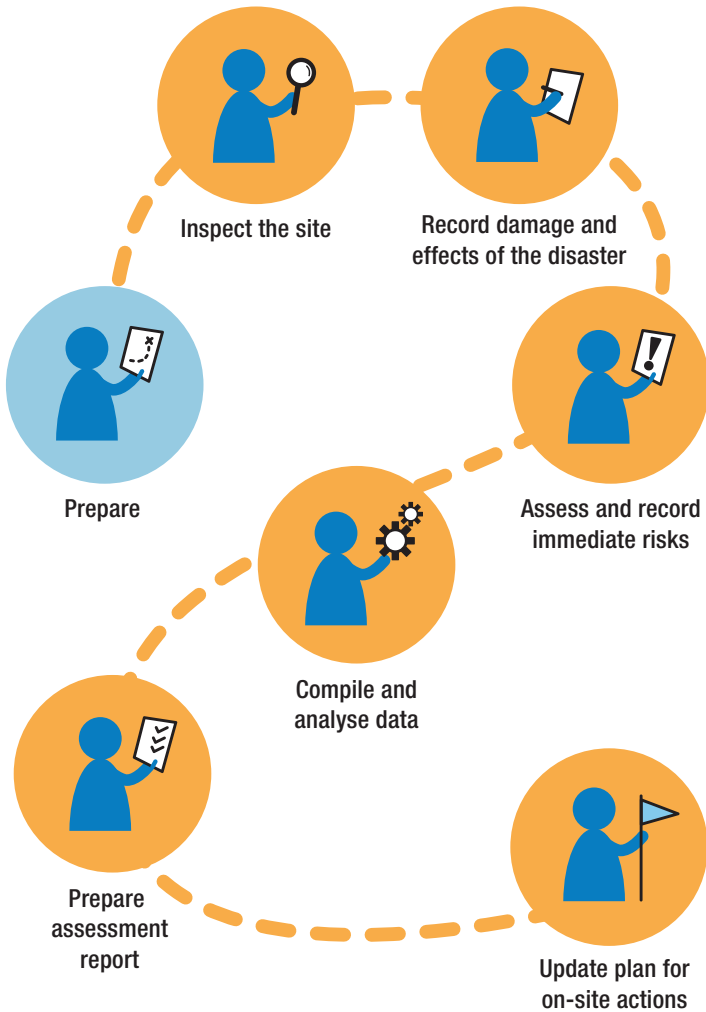 Inspect the site
Record damage and
effects of the disaster
Prepare
Assess and record
immediate risks
Compile and
analyse data
Prepare
assessment
report
Update plan for
on-site actions